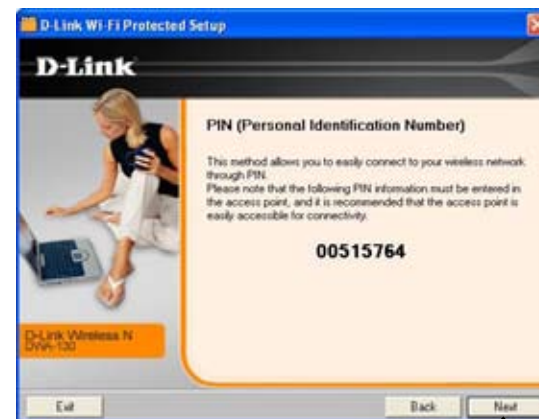 D-Link Wi-Fi Protected Setup
D-Link
PIN (Personal Identification Number)
This method allows you to easily connect to your wireless network
through PIN.
Please note that the following PIN information must be entered in
the access point, and it is recommended that the access point is
easily accessible for connectivity.
00515764
D-Link Wireless N
DWA-130
Exit
Back
Next